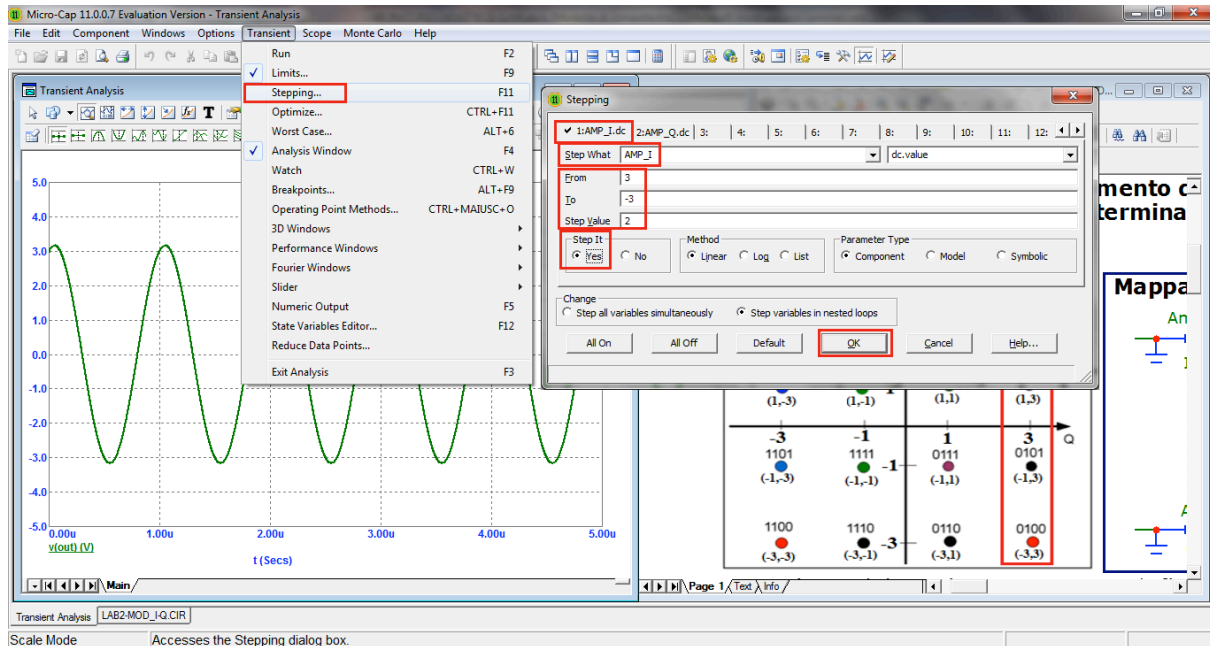 Micro-Cap 11.0.0.7 Evaluation Version - Transient Analysis
File Edit Component Windows Options Transient Scope Monte Carlo Help
Transient Analysis
Run F2
Limits... F9
Stepping... F11
Optimize... CTRL+F11
Worst Case... ALT+6
Analysis Window F4
Watch CTRL+W
Breakpoints... ALT+F9
Operating Point Methods... CTRL+MAIUSC+O
3D Windows
Performance Windows
Fourier Windows
Slider
Numeric Output F5
State Variables Editor... F12
Reduce Data Points...
Exit Analysis F3
5.0
4.0
3.0
2.0
1.0
0.0
-1.0
-2.0
-3.0
-4.0
-5.0
0.00u 1.00u 2.00u 3.00u 4.00u 5.00u
v(out) (V)
t (Secs)
Main
Stepping
1:AMP_I.dc 2:AMP_Q.dc 3: 4: 5: 6: 7: 8: 9: 10: 11: 12:
Step What AMP_I dc.value
From 3
To -3
Step Value 2
Step It
Yes No
Method
Linear Log List
Parameter Type
Component Model Symbolic
Change
Step all variables simultaneously Step variables in nested loops
All On All Off Default OK Cancel Help...
Mappa
An
(1,-3) (1,-1) (1,1) (1,3)
-3 -1 1 3 Q
1101 1111 0111 0101
-1
(-1,-3) (-1,-1) (-1,1) (-1,3)
1100 1110 0110 0100
-3
(-3,-3) (-3,-1) (-3,1) (-3,3)
Page 1 Text Info
Transient Analysis LAB2-MOD_I-Q.CIR
Scale Mode Accesses the Stepping dialog box.